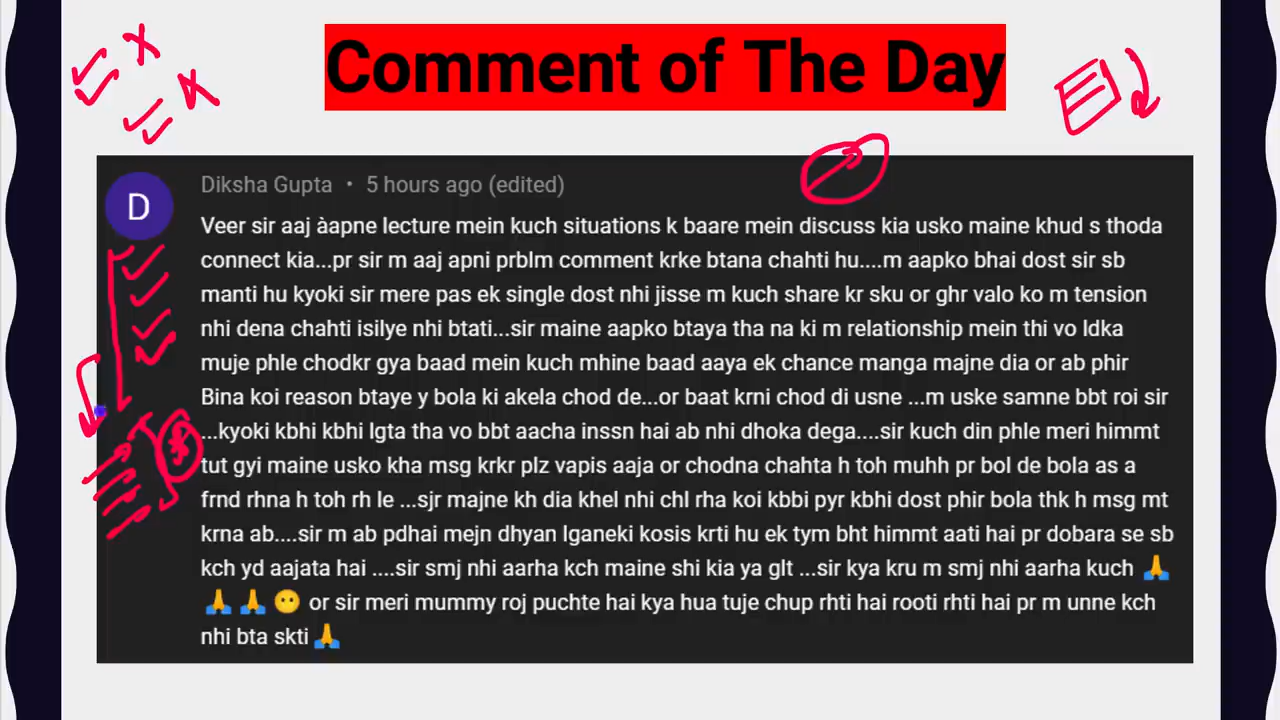 Comment of The Day
D
Diksha Gupta • 5 hours ago (edited)
Veer sir aaj àapne lecture mein kuch situations k baare mein discuss kia usko maine khud s thoda
connect kia...pr sir m aaj apni prblm comment krke btana chahti hu....m aapko bhai dost sir sb
manti hu kyoki sir mere pas ek single dost nhi jisse m kuch share kr sku or ghr valo ko m tension
nhi dena chahti isilye nhi btati...sir maine aapko btaya tha na ki m relationship mein thi vo ldka
muje phle chodkr gya baad mein kuch mhine baad aaya ek chance manga majne dia or ab phir
Bina koi reason btaye y bola ki akela chod de...or baat krni chod di usne ...m uske samne bbt roi sir
...kyoki kbhi kbhi lgta tha vo bbt aacha inssn hai ab nhi dhoka dega....sir kuch din phle meri himmt
tut gyi maine usko kha msg krkr plz vapis aaja or chodna chahta h toh muhh pr bol de bola as a
frnd rhna h toh rh le ...sjr majne kh dia khel nhi chl rha koi kbbi pyr kbhi dost phir bola thk h msg mt
krna ab....sir m ab pdhai mejn dhyan lganeki kosis krti hu ek tym bht himmt aati hai pr dobara se sb
kch yd aajata hai ....sir smj nhi aarha kch maine shi kia ya glt ...sir kya kru m smj nhi aarha kuch 🙏
🙏 🙏 😶 or sir meri mummy roj puchte hai kya hua tuje chup rhti hai rooti rhti hai pr m unne kch
nhi bta skti 🙏